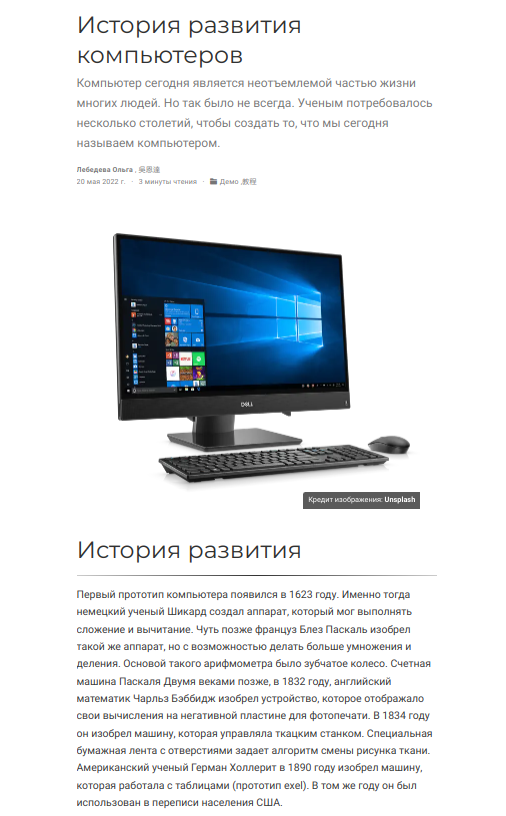 История развития
компьютеров
Компьютер сегодня является неотъемлемой частью жизни
многих людей. Но так было не всегда. Ученым потребовалось
несколько столетий, чтобы создать то, что мы сегодня
называем компьютером.
Лебедева Ольга , 吳恩達
20 мая 2022 г. · 3 минуты чтения · Демо ,教程
DELL
Кредит изображения: Unsplash
История развития
Первый прототип компьютера появился в 1623 году. Именно тогда
немецкий ученый Шикард создал аппарат, который мог выполнять
сложение и вычитание. Чуть позже француз Блез Паскаль изобрел
такой же аппарат, но с возможностью делать больше умножения и
деления. Основой такого арифмометра было зубчатое колесо. Счетная
машина Паскаля Двумя веками позже, в 1832 году, английский
математик Чарльз Бэббидж изобрел устройство, которое отображало
свои вычисления на негативной пластине для фотопечати. В 1834 году
он изобрел машину, которая управляла ткацким станком. Специальная
бумажная лента с отверстиями задает алгоритм смены рисунка ткани.
Американский ученый Герман Холлерит в 1890 году изобрел машину,
которая работала с таблицами (прототип exel). В том же году он был
использован в переписи населения США.